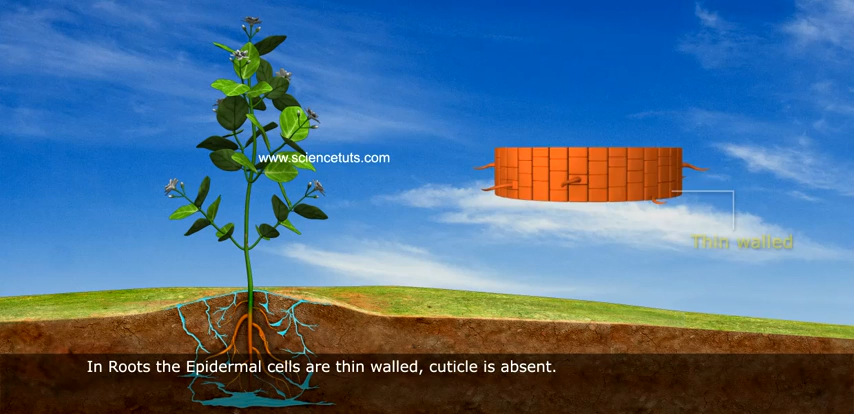 www.sciencetuts.com
Thin walled
In Roots the Epidermal cells are thin walled, cuticle is absent.